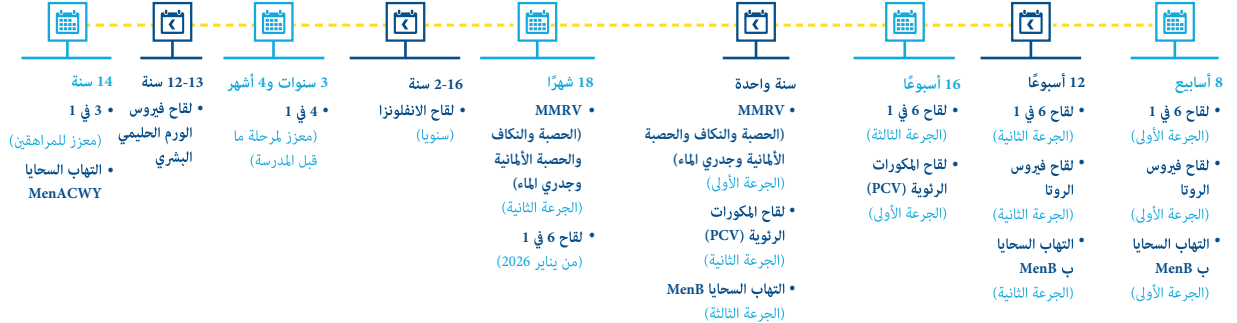 8 أسابيع
• لقاح 6 في 1
(الجرعة الأولى)
• لقاح فيروس
الروتا
(الجرعة الأولى)
• التهاب السحايا
ب MenB
(الجرعة الأولى)
12 أسبوعًا
• لقاح 6 في 1
(الجرعة الثانية)
• لقاح فيروس
الروتا
(الجرعة الثانية)
• التهاب السحايا
ب MenB
(الجرعة الثانية)
16 أسبوعًا
• لقاح 6 في 1
(الجرعة الثالثة)
• لقاح المكورات
الرئوية (PCV)
(الجرعة الأولى)
سنة واحدة
• MMRV
(الحصبة والنكاف والحصبة
الألمانية وجدري الماء)
(الجرعة الأولى)
• لقاح المكورات
الرئوية (PCV)
(الجرعة الثانية)
• التهاب السحايا MenB
(الجرعة الثالثة)
18 شهرًا
• MMRV
(الحصبة والنكاف
والحصبة الألمانية
وجدري الماء)
(الجرعة الثانية)
• لقاح 6 في 1
(من يناير 2026)
2-16 سنة
• لقاح الانفلونزا
(سنويا)
3 سنوات و4 أشهر
• 4 في 1
(معزز لمرحلة ما
قبل المدرسة)
12-13 سنة
• لقاح فيروس
الورم الحليمي
البشري
14 سنة
• 3 في 1
(معزز للمراهقين)
• التهاب السحايا
MenACWY